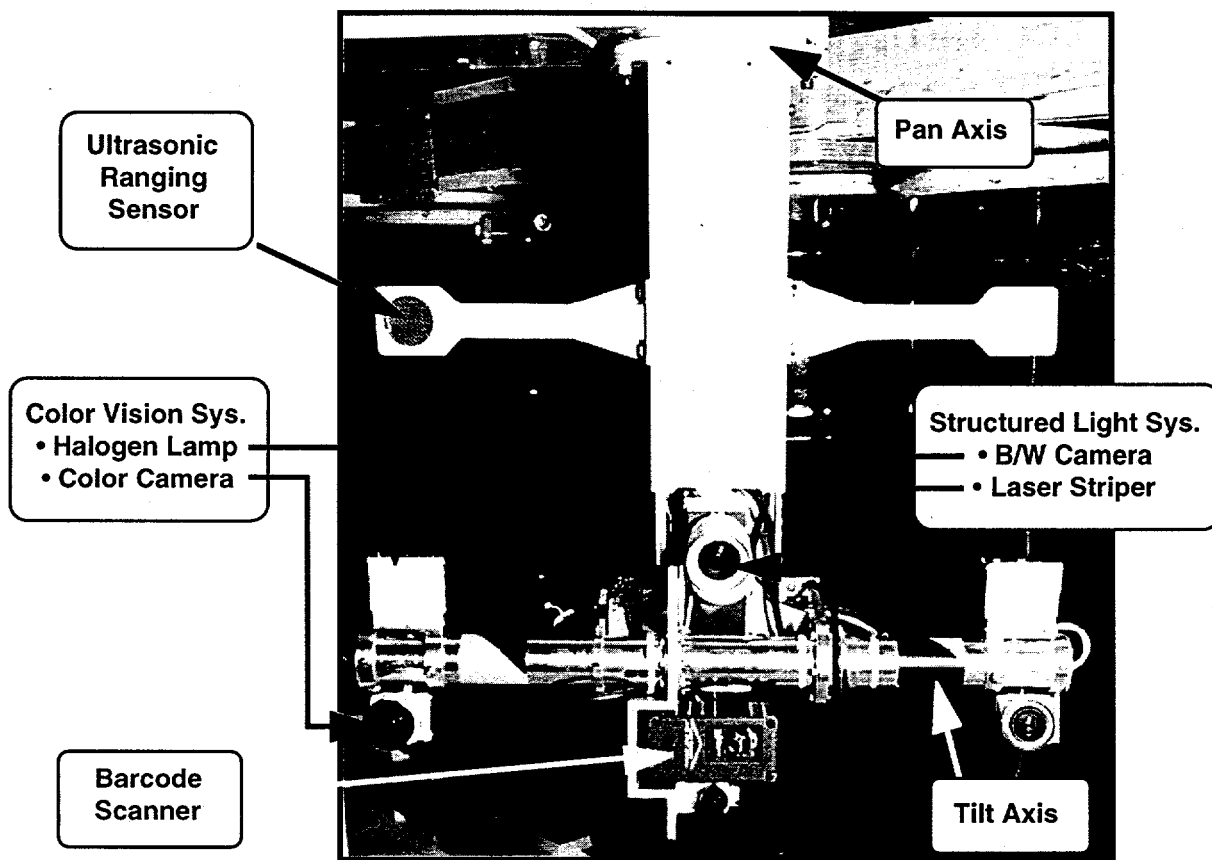 Pan Axis
Ultrasonic
Ranging
Sensor
Color Vision Sys.
• Halogen Lamp
• Color Camera
Structured Light Sys.
• B/W Camera
• Laser Striper
Barcode
Scanner
Tilt Axis